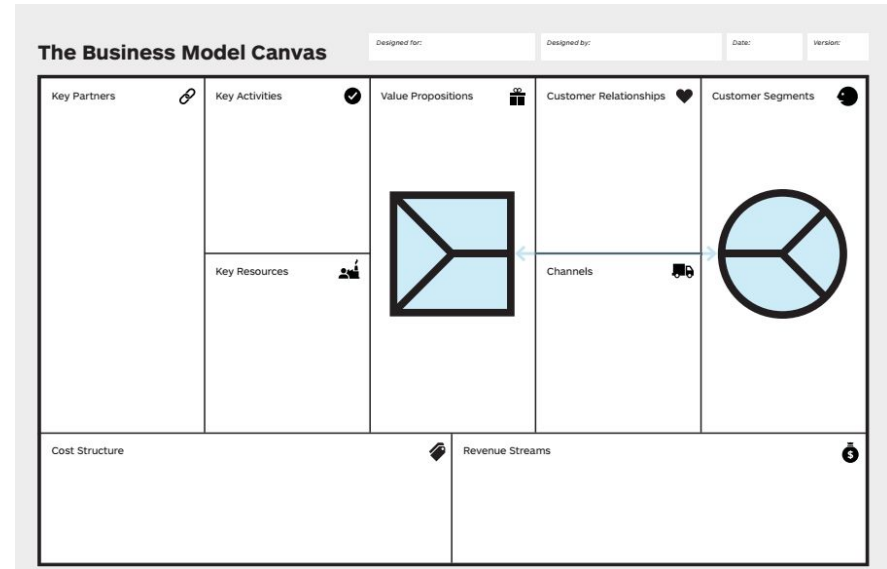 The Business Model Canvas
Designed for:
Designed by:
Date:
Version:
Key Partners
Key Activities
Value Propositions
Customer Relationships
Customer Segments
Key Resources
Channels
Cost Structure
Revenue Streams
$